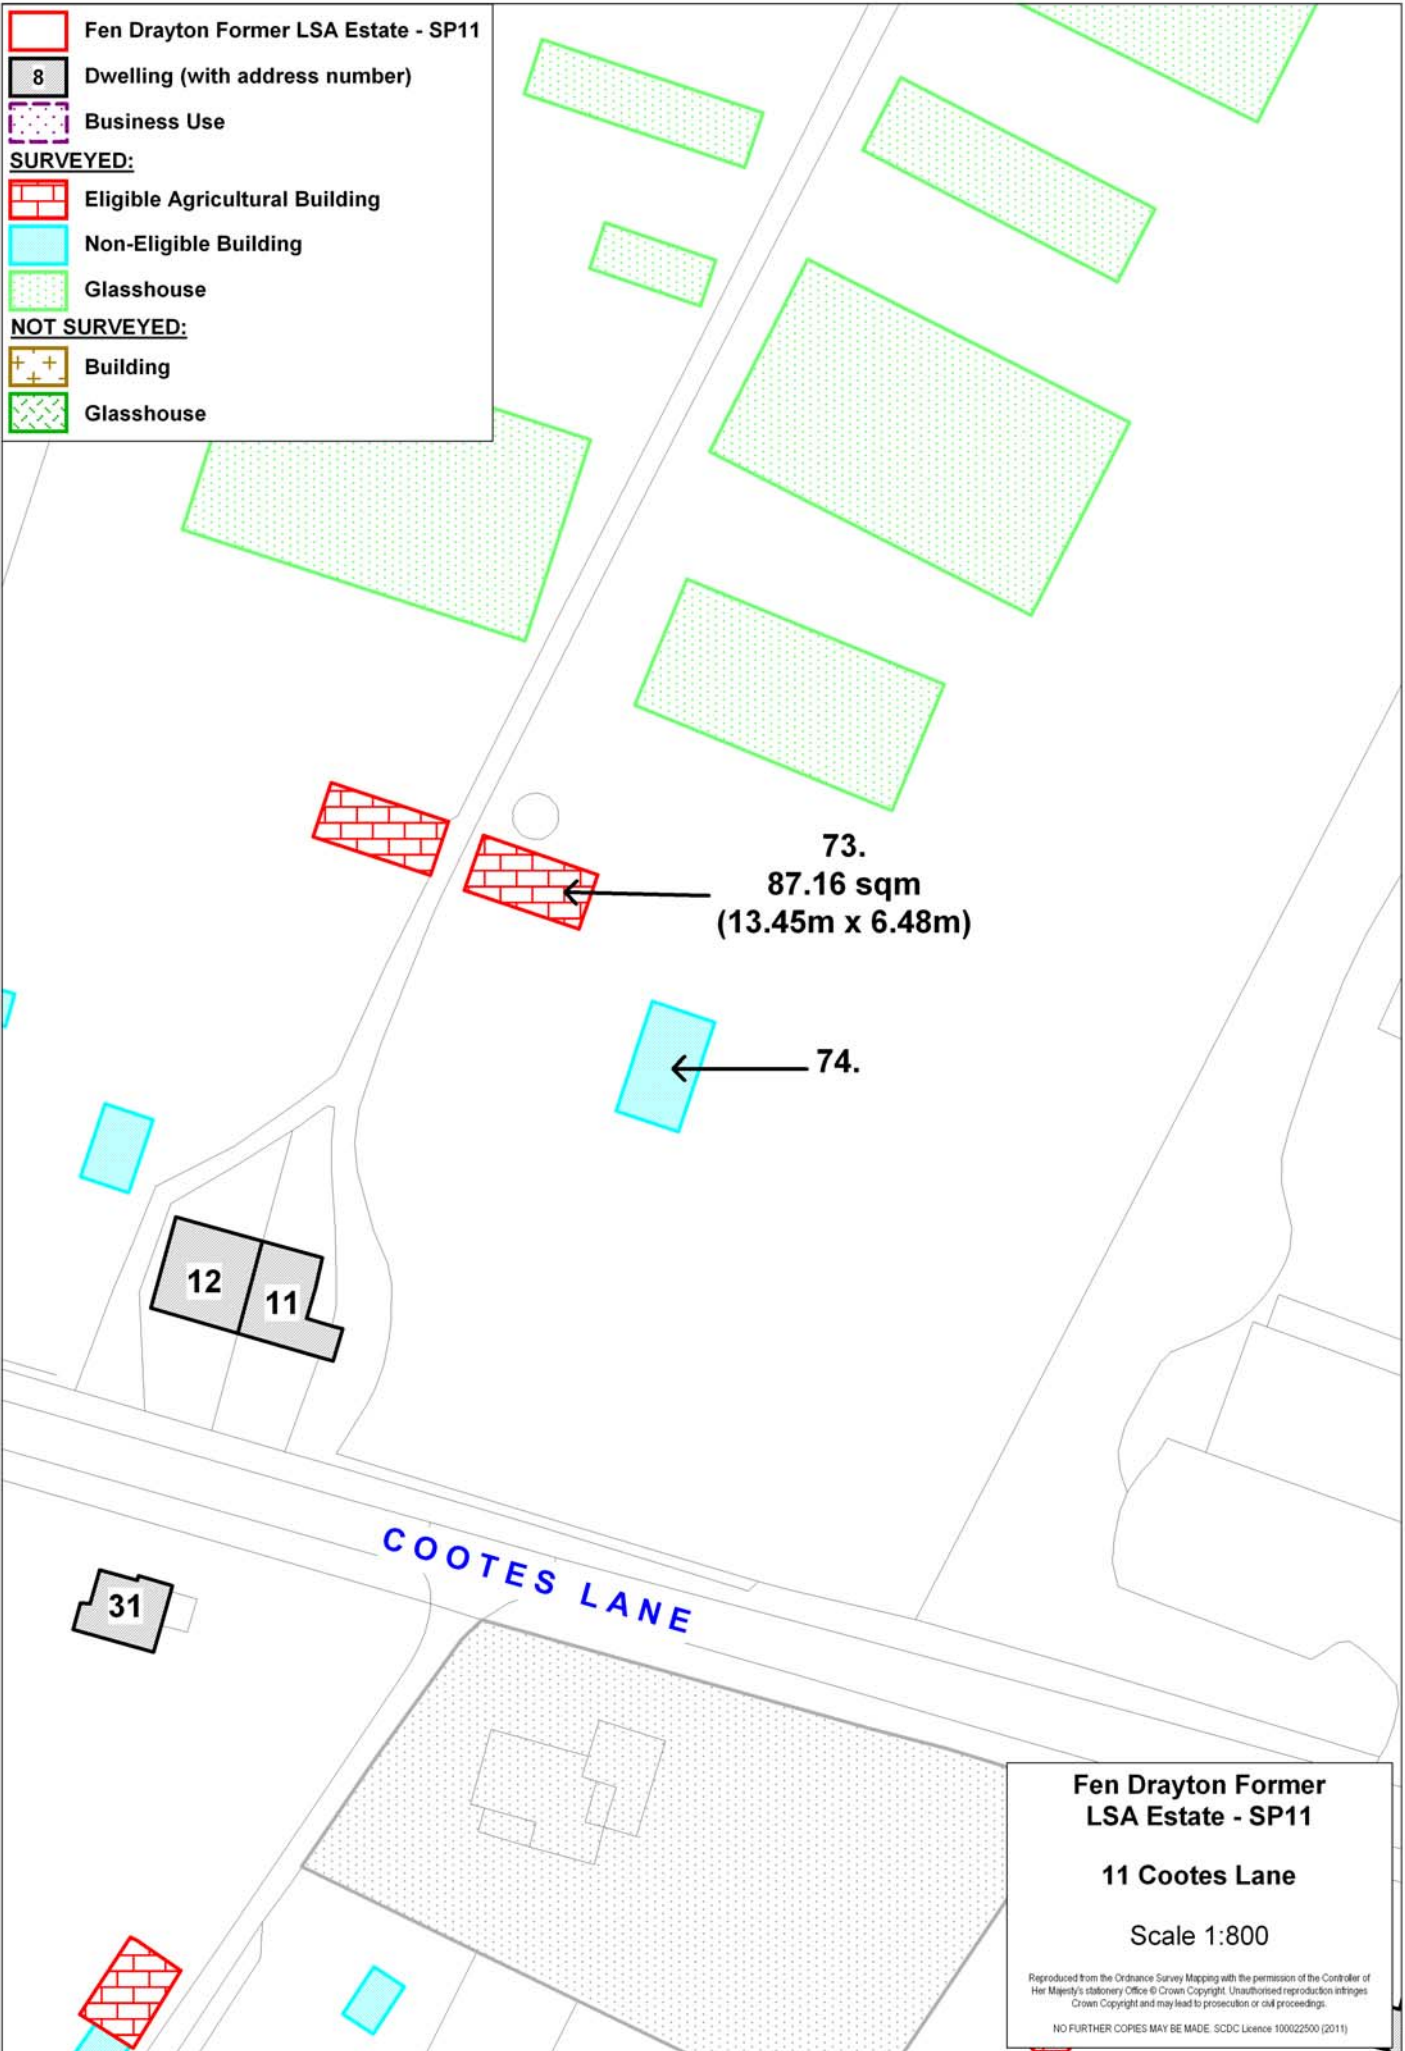 Fen Drayton Former LSA Estate - SP11
8 Dwelling (with address number)
Business Use
SURVEYED:
Eligible Agricultural Building
Non-Eligible Building
Glasshouse
NOT SURVEYED:
Building
Glasshouse
73.
87.16 sqm
(13.45m x 6.48m)
74.
12
11
COOTES LANE
31
Fen Drayton Former
LSA Estate - SP11
11 Cootes Lane
Scale 1:800
Reproduced from the Ordnance Survey Mapping with the permission of the Controller of
Her Majesty's stationery Office © Crown Copyright. Unauthorised reproduction infringes
Crown Copyright and may lead to prosecution or civil proceedings.
NO FURTHER COPIES MAY BE MADE. SCDC Licence 100022500 (2011)